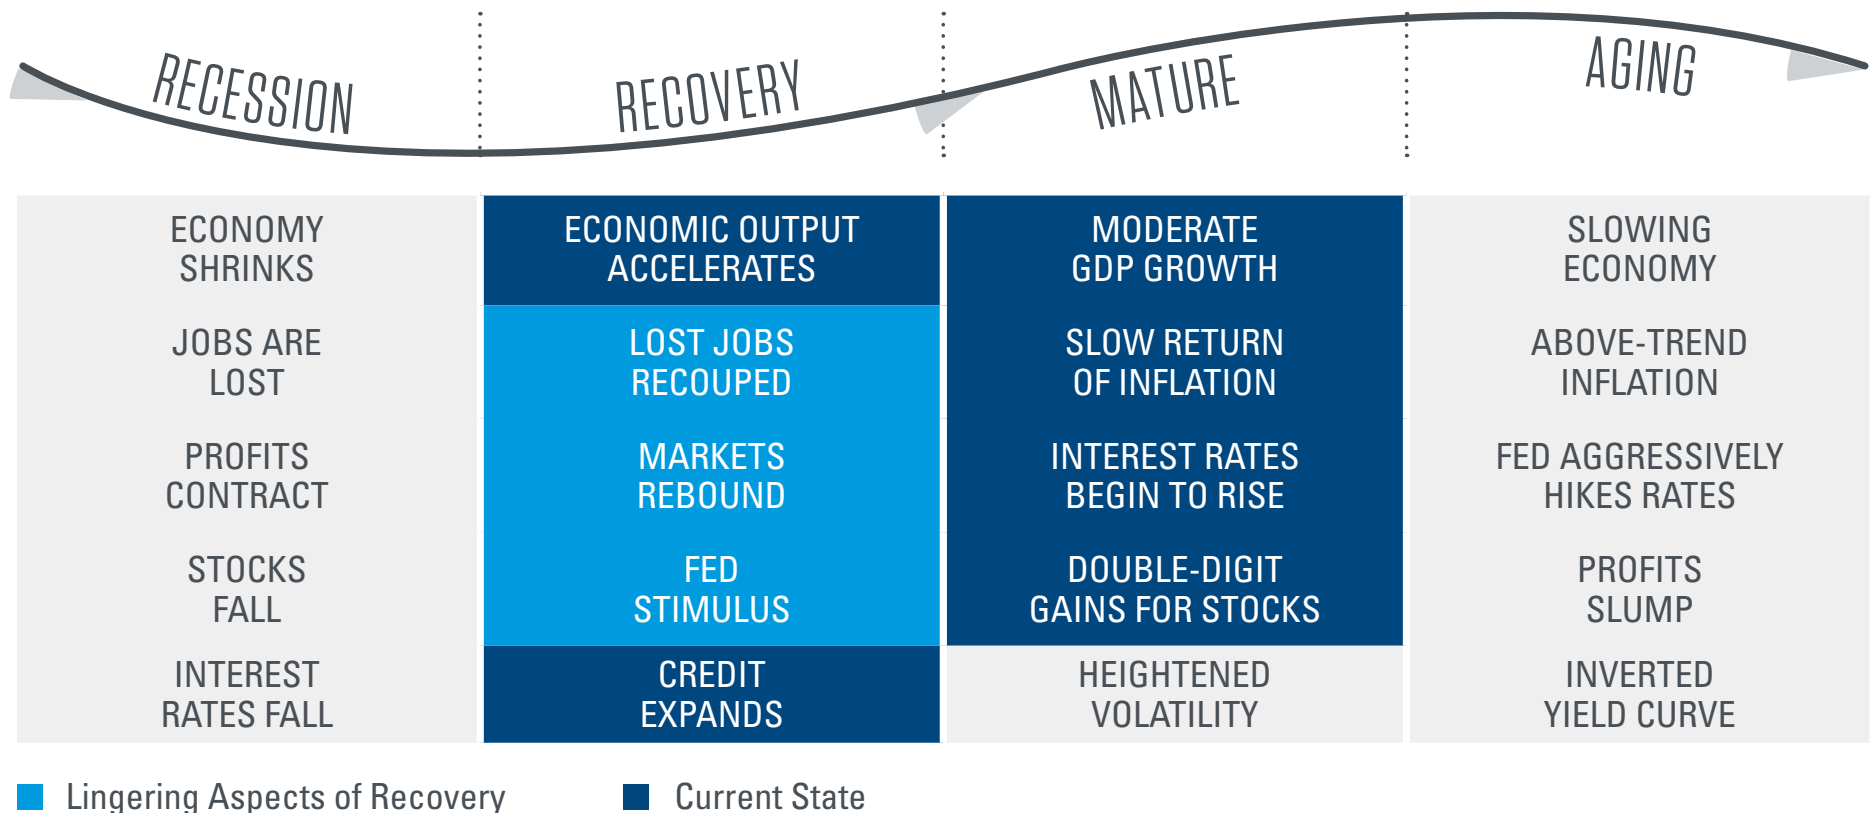 RECESSION
RECOVERY
MATURE
AGING
ECONOMY
SHRINKS
ECONOMIC OUTPUT
ACCELERATES
MODERATE
GDP GROWTH
SLOWING
ECONOMY
JOBS ARE
LOST
LOST JOBS
RECOUPED
SLOW RETURN
OF INFLATION
ABOVE-TREND
INFLATION
PROFITS
CONTRACT
MARKETS
REBOUND
INTEREST RATES
BEGIN TO RISE
FED AGGRESSIVELY
HIKES RATES
STOCKS
FALL
FED
STIMULUS
DOUBLE-DIGIT
GAINS FOR STOCKS
PROFITS
SLUMP
INTEREST
RATES FALL
CREDIT
EXPANDS
HEIGHTENED
VOLATILITY
INVERTED
YIELD CURVE
Lingering Aspects of Recovery
Current State